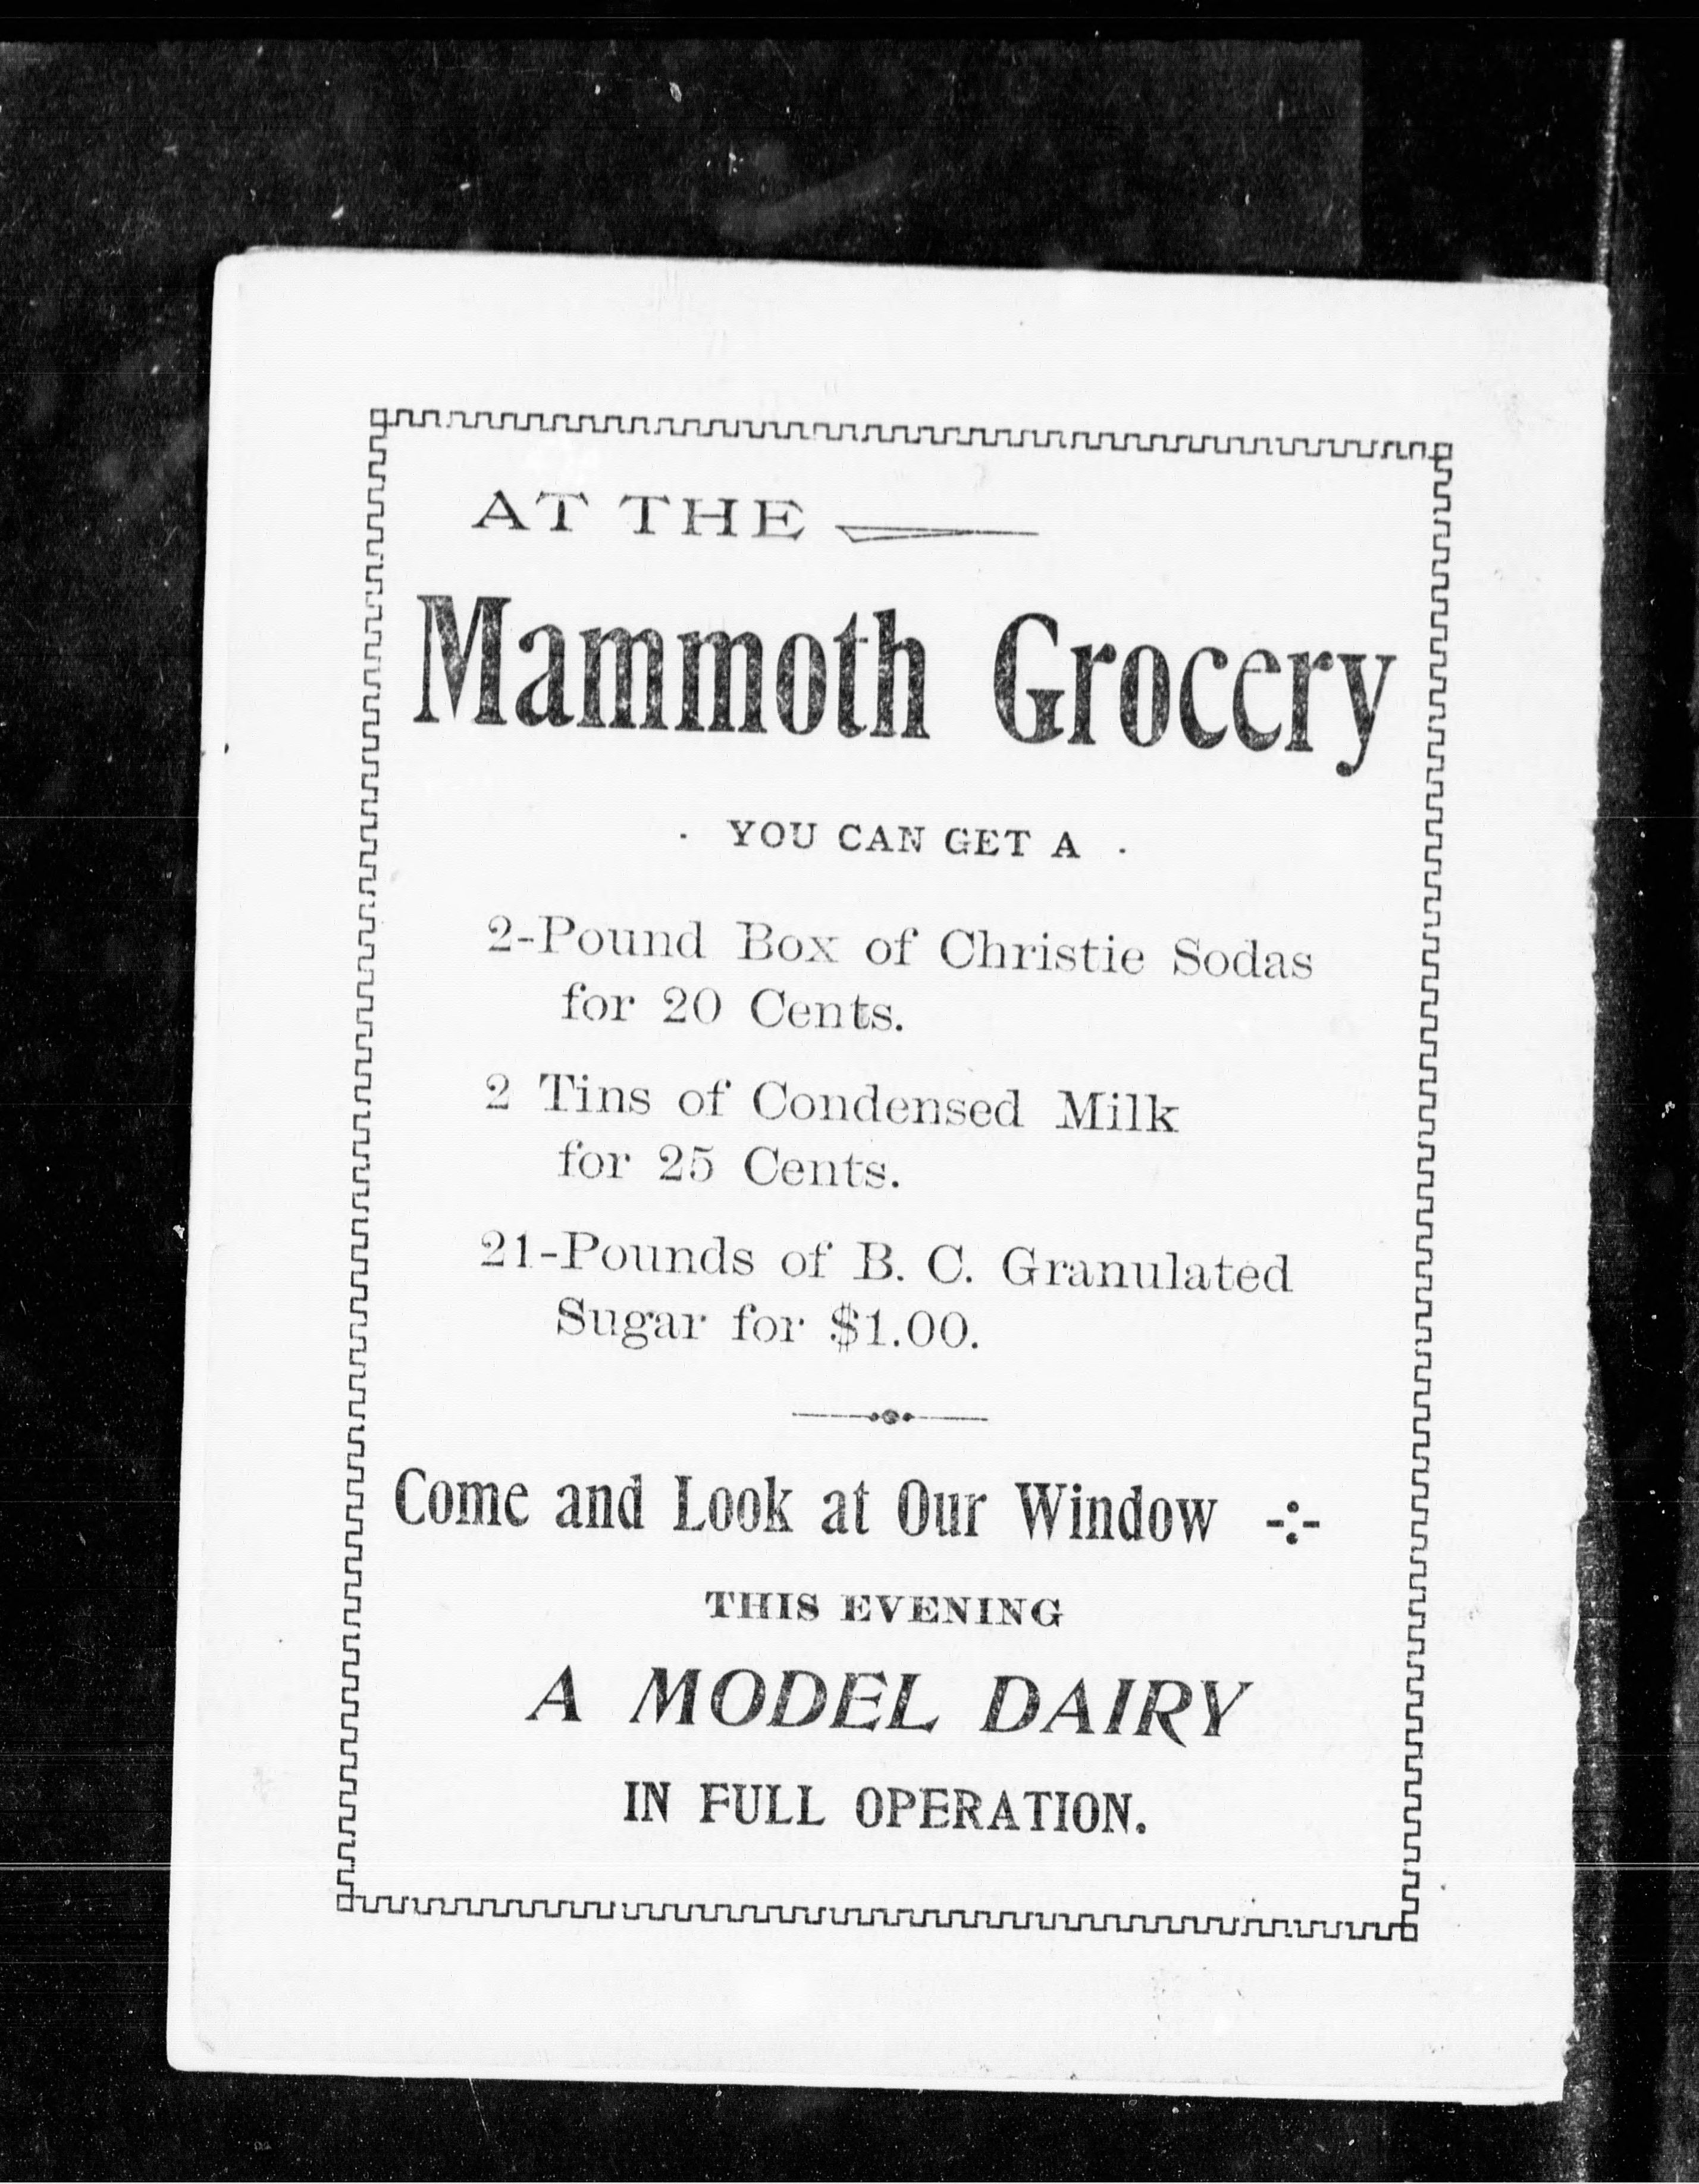 AT THE
Mammoth Grocery
· YOU CAN GET A ·
2-Pound Box of Christie Sodas
for 20 Cents.
2 Tins of Condensed Milk
for 25 Cents.
21-Pounds of B. C. Granulated
Sugar for $1.00.
Come and Look at Our Window -:-
THIS EVENING
A MODEL DAIRY
IN FULL OPERATION.